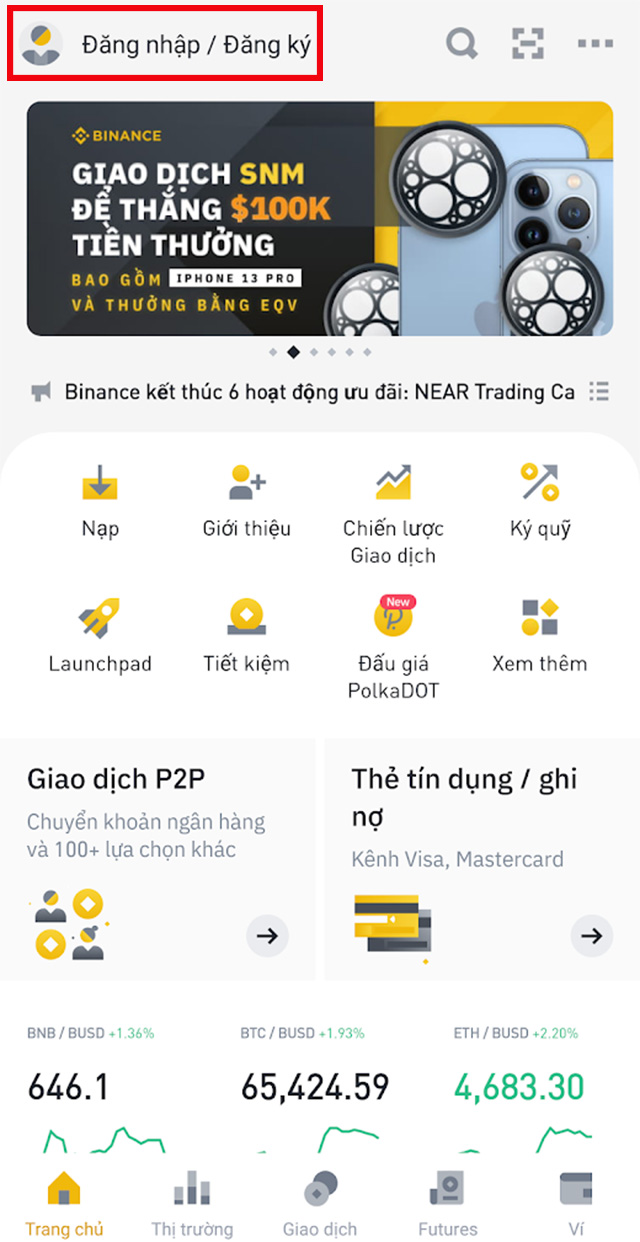 Đăng nhập / Đăng ký
BINANCE
GIAO DỊCH SNM
ĐỂ THẮNG $100K
TIỀN THƯỞNG
BAO GỒM IPHONE 13 PRO
VÀ THƯỞNG BẰNG EQV
Binance kết thúc 6 hoạt động ưu đãi: NEAR Trading Ca
Nạp
Giới thiệu
Chiến lược
Giao dịch
Ký quỹ
Launchpad
Tiết kiệm
New
Đấu giá
PolkaDOT
Xem thêm
Giao dịch P2P
Chuyển khoản ngân hàng
và 100+ lựa chọn khác
Thẻ tín dụng / ghi
nợ
Kênh Visa, Mastercard
BNB / BUSD +1.36%
646.1
BTC / BUSD +1.93%
65,424.59
ETH / BUSD +2.20%
4,683.30
Trang chủ
Thị trường
Giao dịch
Futures
Ví